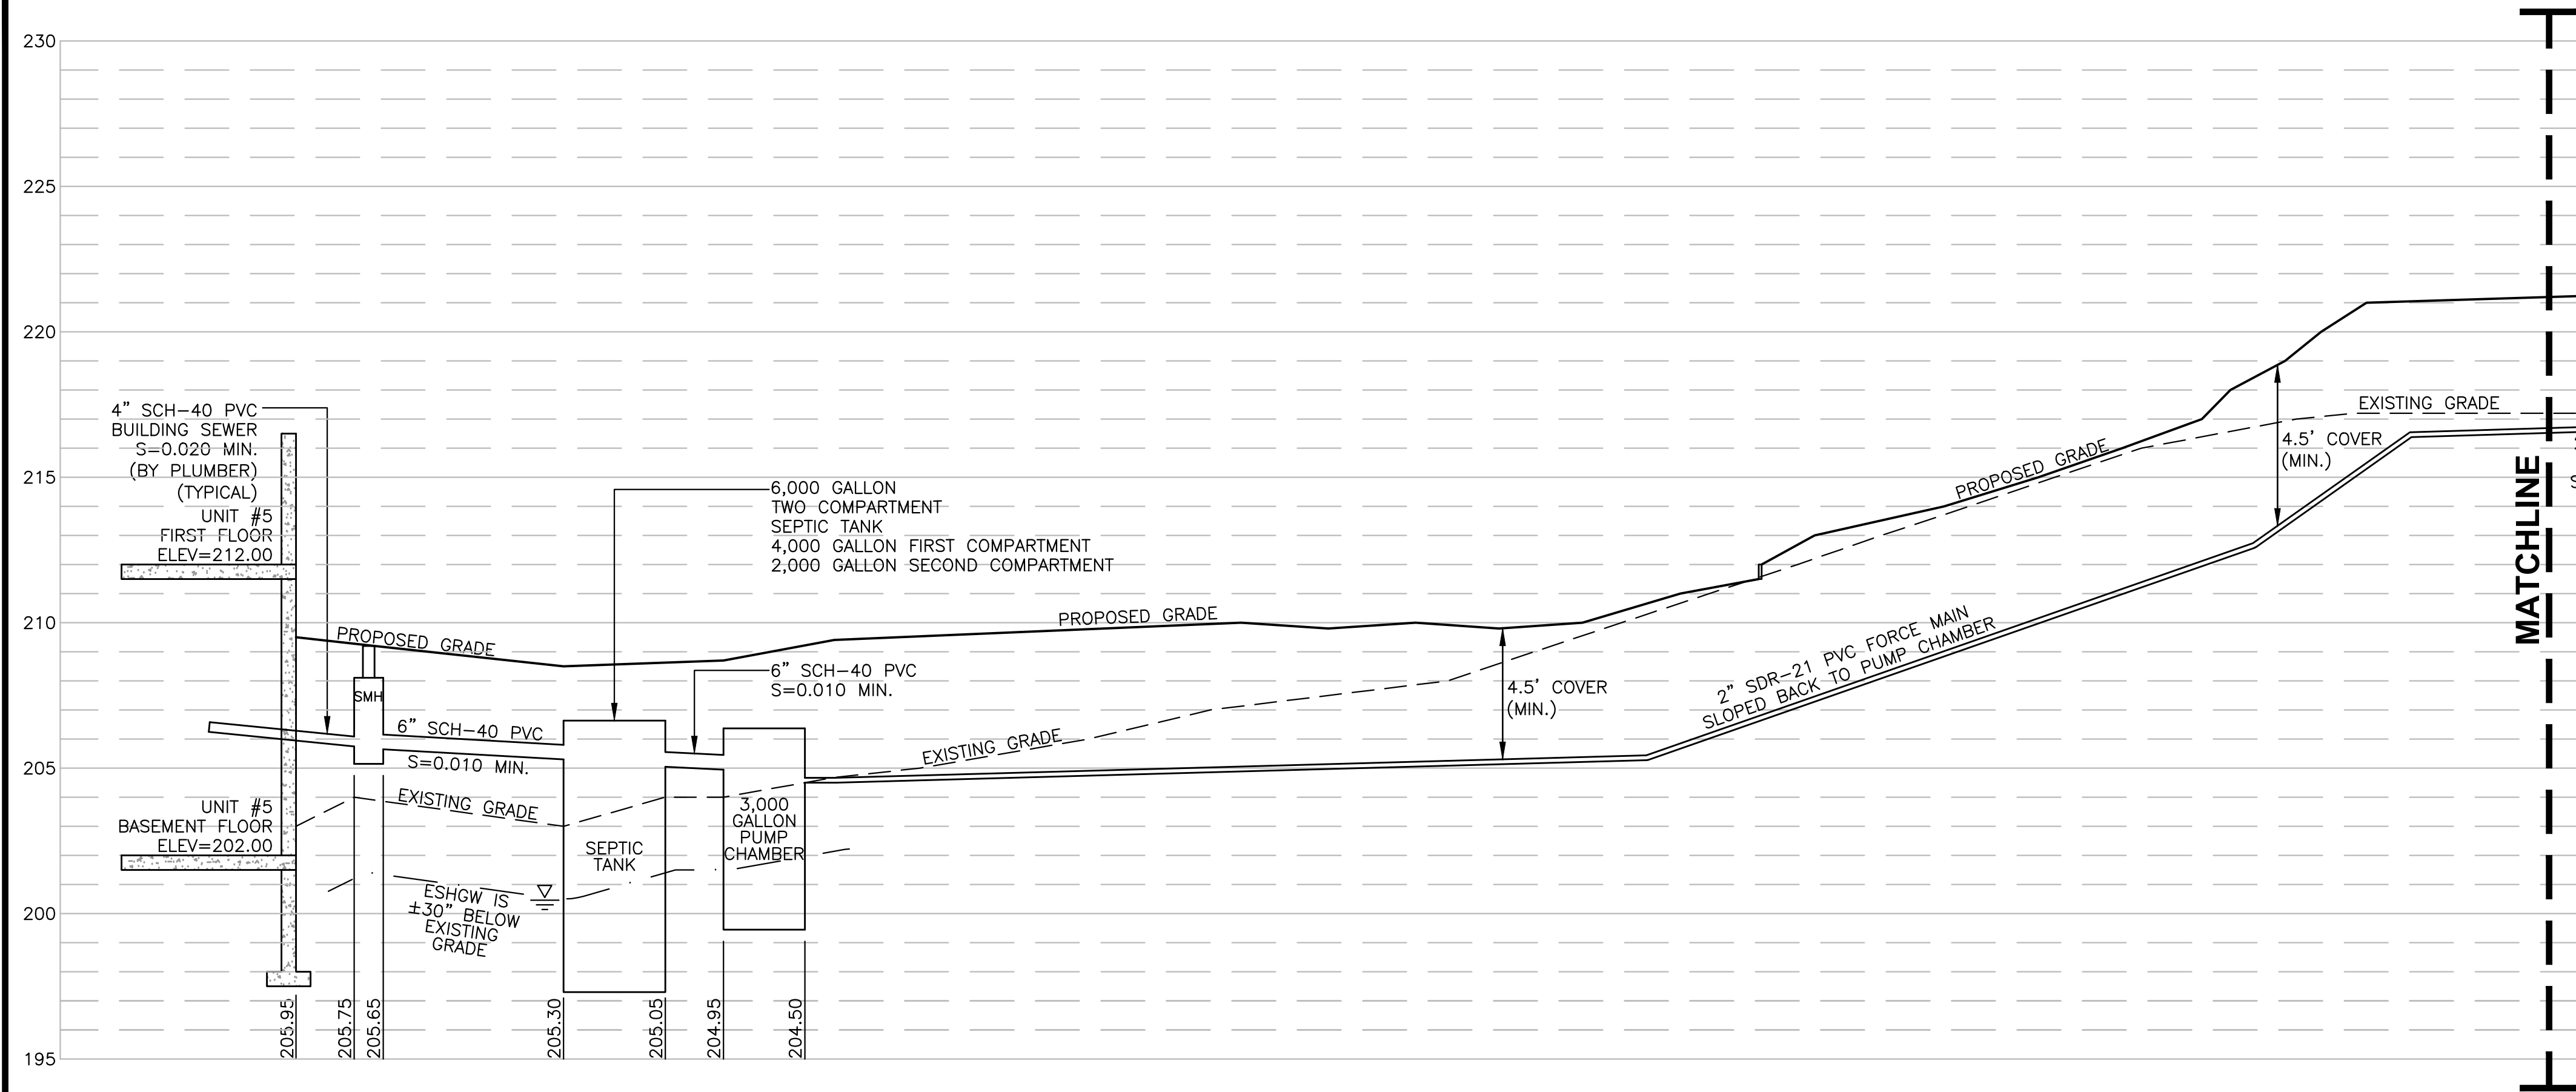 230
225
220
215
210
205
200
195
4” SCH-40 PVC
BUILDING SEWER
S=0.020 MIN.
(BY PLUMBER)
(TYPICAL)
UNIT #5
FIRST FLOOR
ELEV=212.00
PROPOSED GRADE
SMH
6” SCH-40 PVC
S=0.010 MIN.
EXISTING GRADE
UNIT #5
BASEMENT FLOOR
ELEV=202.00
ESHGW IS
±30” BELOW
EXISTING
GRADE
6,000 GALLON
TWO COMPARTMENT
SEPTIC TANK
4,000 GALLON FIRST COMPARTMENT
2,000 GALLON SECOND COMPARTMENT
6” SCH-40 PVC
S=0.010 MIN.
SEPTIC
TANK
3,000
GALLON
PUMP
CHAMBER
PROPOSED GRADE
EXISTING GRADE
4.5’ COVER
(MIN.)
2” SDR-21 PVC FORCE MAIN
SLOPED BACK TO PUMP CHAMBER
PROPOSED GRADE
EXISTING GRADE
4.5’ COVER
(MIN.)
MATCHLINE
S
205.95
205.75
205.65
205.30
205.05
204.95
204.50